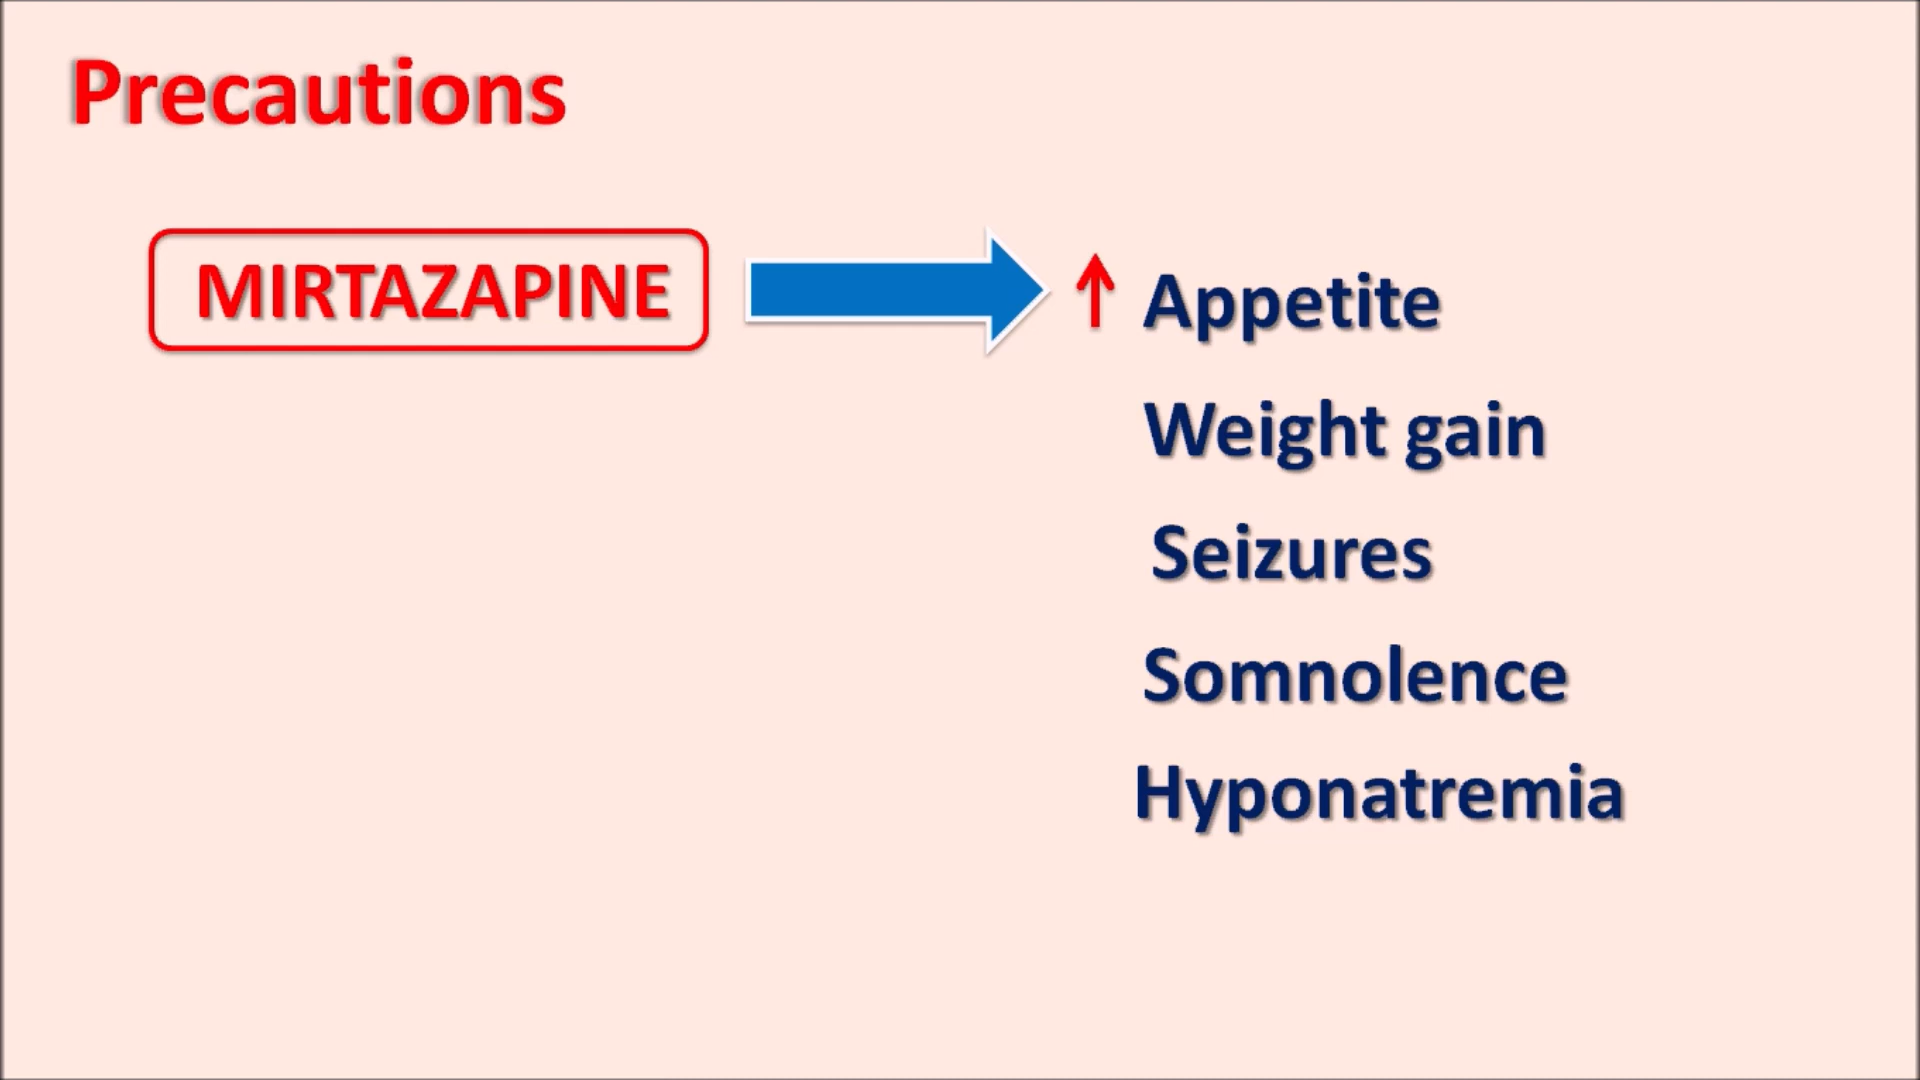 Precautions
MIRTAZAPINE
↑ Appetite
Weight gain
Seizures
Somnolence
Hyponatremia